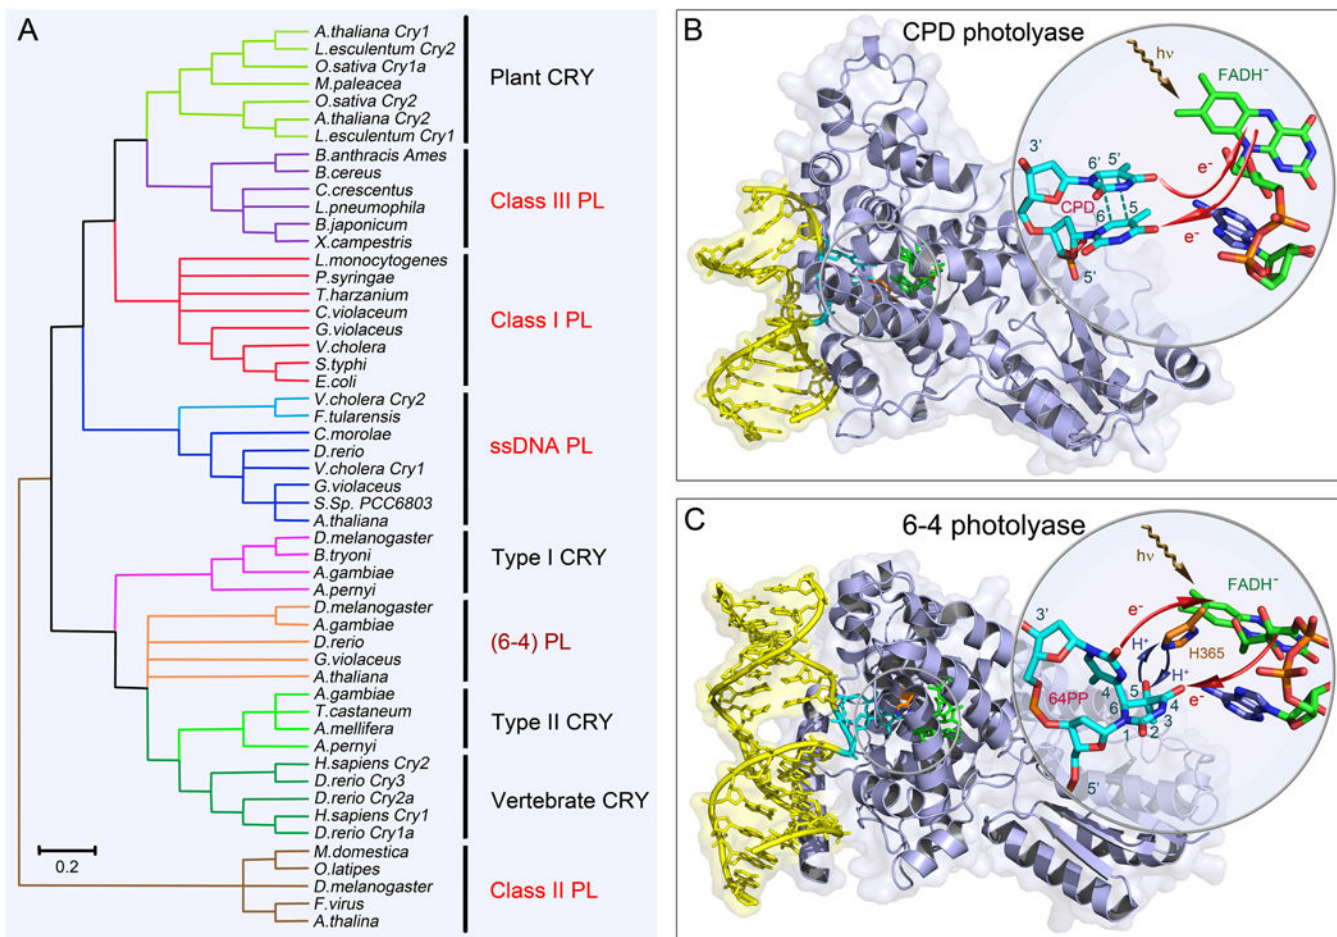 A
A.thaliana Cry1
L.esculentum Cry2
O.sativa Cry1a
M.paleacea
O.sativa Cry2
A.thaliana Cry2
L.esculentum Cry1
Plant CRY
B.anthracis Ames
B.cereus
C.crescentus
L.pneumophila
B.japonicum
X.campestris
Class III PL
L.monocytogenes
P.syringae
T.harzanium
C.violaceum
G.violaceus
V.cholera
S.typhi
E.coli
Class I PL
V.cholera Cry2
F.tularensis
C.morolae
D.rerio
V.cholera Cry1
G.violaceus
S.Sp. PCC6803
A.thaliana
ssDNA PL
D.melanogaster
B.tryoni
A.gambiae
A.pernyi
Type I CRY
D.melanogaster
A.gambiae
D.rerio
G.violaceus
A.thaliana
(6-4) PL
A.gambiae
T.castaneum
A.mellifera
A.pernyi
Type II CRY
H.sapiens Cry2
D.rerio Cry3
D.rerio Cry2a
H.sapiens Cry1
D.rerio Cry1a
Vertebrate CRY
M.domestica
O.latipes
D.melanogaster
F.virus
A.thalina
Class II PL
0.2
B
CPD photolyase
hν
FADH⁻
3'
6'
5'
e⁻
CPD
6
5
e⁻
5'
C
6-4 photolyase
hν
FADH⁻
3'
e⁻
H⁺
H365
H⁺
64PP
4
5
6
4
e⁻
3
1
2
5'